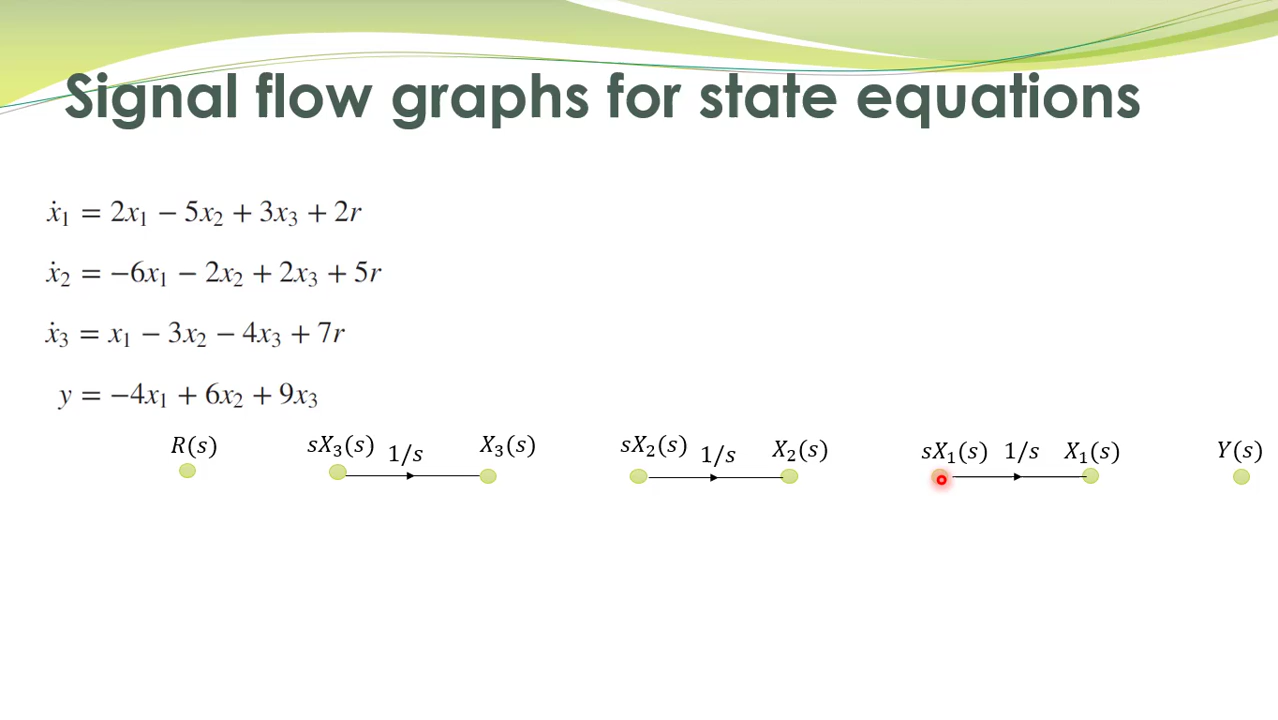 Signal flow graphs for state equations
ẋ₁ = 2x₁ − 5x₂ + 3x₃ + 2r
ẋ₂ = −6x₁ − 2x₂ + 2x₃ + 5r
ẋ₃ = x₁ − 3x₂ − 4x₃ + 7r
y = −4x₁ + 6x₂ + 9x₃
R(s) sX₃(s) 1/s X₃(s) sX₂(s) 1/s X₂(s) sX₁(s) 1/s X₁(s) Y(s)